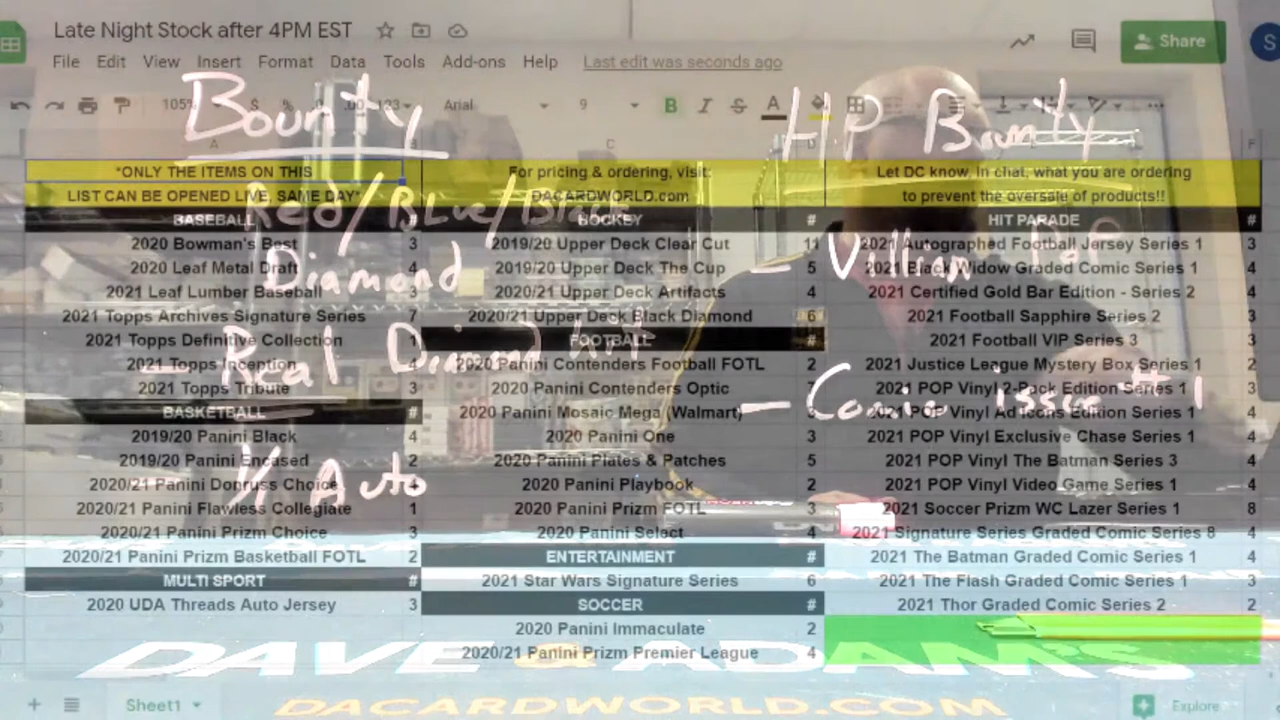 Late Night Stock after 4PM EST
Share
File Edit View Insert Format Data Tools Add-ons Help Last edit was seconds ago
105% $ % .0 .00 123 Arial 9 B I S A
Bounty
HP Bounty
*ONLY THE ITEMS ON THIS
LIST CAN BE OPENED LIVE, SAME DAY*
For pricing & ordering, visit:
DACARDWORLD.com
Let DC know, in chat, what you are ordering
to prevent the oversale of products!!
Red/Blue/
Diamond
- Real Diamond hit
- 1/1 Auto
- Villian
- Comic issue #1
BASEBALL #
2020 Bowman's Best 3
2020 Leaf Metal Draft 4
2021 Leaf Lumber Baseball 3
2021 Topps Archives Signature Series 7
2021 Topps Definitive Collection 1
2021 Topps Inception 4
2021 Topps Tribute 3
BASKETBALL #
2019/20 Panini Black 4
2019/20 Panini Encased 2
2020/21 Panini Donruss Choice 4
2020/21 Panini Flawless Collegiate 1
2020/21 Panini Prizm Choice 3
2020/21 Panini Prizm Basketball FOTL 2
MULTI SPORT #
2020 UDA Threads Auto Jersey 3
HOCKEY #
2019/20 Upper Deck Clear Cut 11
2019/20 Upper Deck The Cup 5
2020/21 Upper Deck Artifacts 4
2020/21 Upper Deck Black Diamond 6
FOOTBALL #
2020 Panini Contenders Football FOTL 2
2020 Panini Contenders Optic
2020 Panini Mosaic Mega (Walmart)
2020 Panini One 3
2020 Panini Plates & Patches 5
2020 Panini Playbook 2
2020 Panini Prizm FOTL 3
2020 Panini Select 4
ENTERTAINMENT #
2021 Star Wars Signature Series 6
SOCCER #
2020 Panini Immaculate 2
2020/21 Panini Prizm Premier League 4
HIT PARADE #
2021 Autographed Football Jersey Series 1 3
2021 Black Widow Graded Comic Series 1 4
2021 Certified Gold Bar Edition - Series 2 4
2021 Football Sapphire Series 2 3
2021 Football VIP Series 3 3
2021 Justice League Mystery Box Series 1 2
2021 POP Vinyl 2-Pack Edition Series 1 3
2021 POP Vinyl Ad Icons Edition Series 1 4
2021 POP Vinyl Exclusive Chase Series 1 4
2021 POP Vinyl The Batman Series 3 4
2021 POP Vinyl Video Game Series 1 4
2021 Soccer Prizm WC Lazer Series 1 8
2021 Signature Series Graded Comic Series 8 4
2021 The Batman Graded Comic Series 1 4
2021 The Flash Graded Comic Series 1 3
2021 Thor Graded Comic Series 2 2
DAVE & ADAM'S
DACARDWORLD.COM
Sheet1
Explore